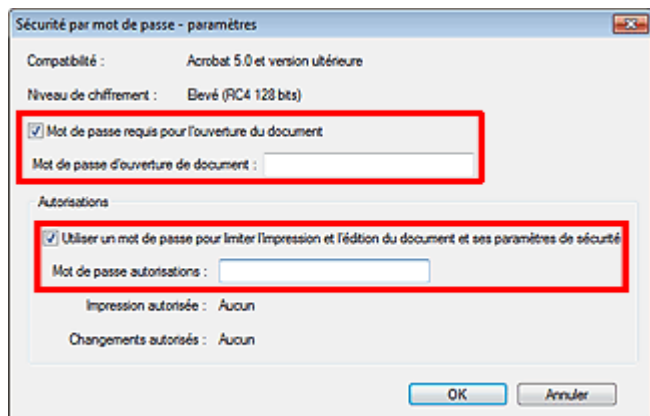 Sécurité par mot de passe - paramètres
Compatibilité : Acrobat 5.0 et version ultérieure
Niveau de chiffrement : Elevé (RC4 128 bits)
Mot de passe requis pour l'ouverture du document
Mot de passe d'ouverture de document :
Autorisations
Utiliser un mot de passe pour limiter l'impression et l'édition du document et ses paramètres de sécurité
Mot de passe autorisations :
Impression autorisée : Aucun
Changements autorisés : Aucun
OK Annuler